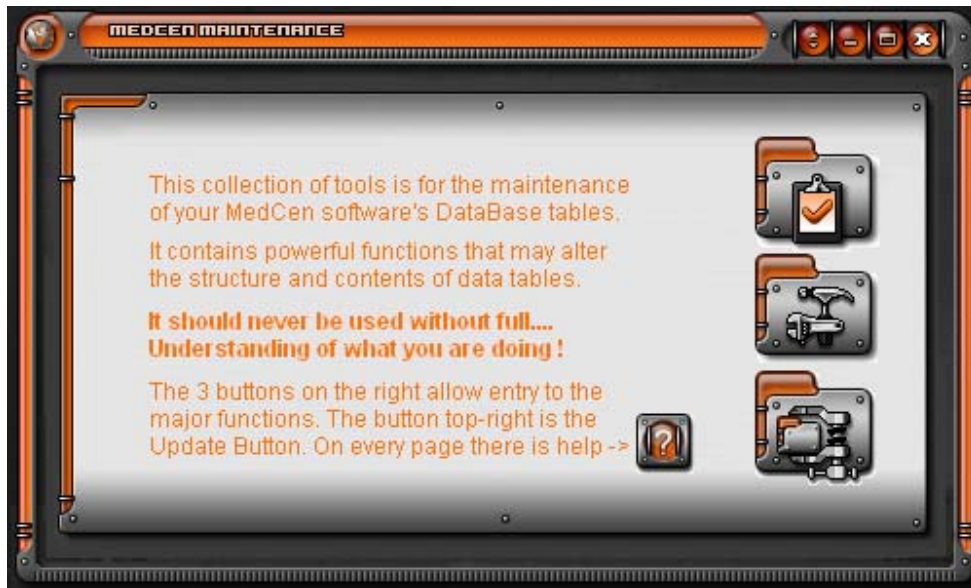 MEDCEN MAINTENANCE
This collection of tools is for the maintenance
of your MedCen software's DataBase tables.
It contains powerful functions that may alter
the structure and contents of data tables.
It should never be used without full....
Understanding of what you are doing !
The 3 buttons on the right allow entry to the
major functions. The button top-right is the
Update Button. On every page there is help ->
?